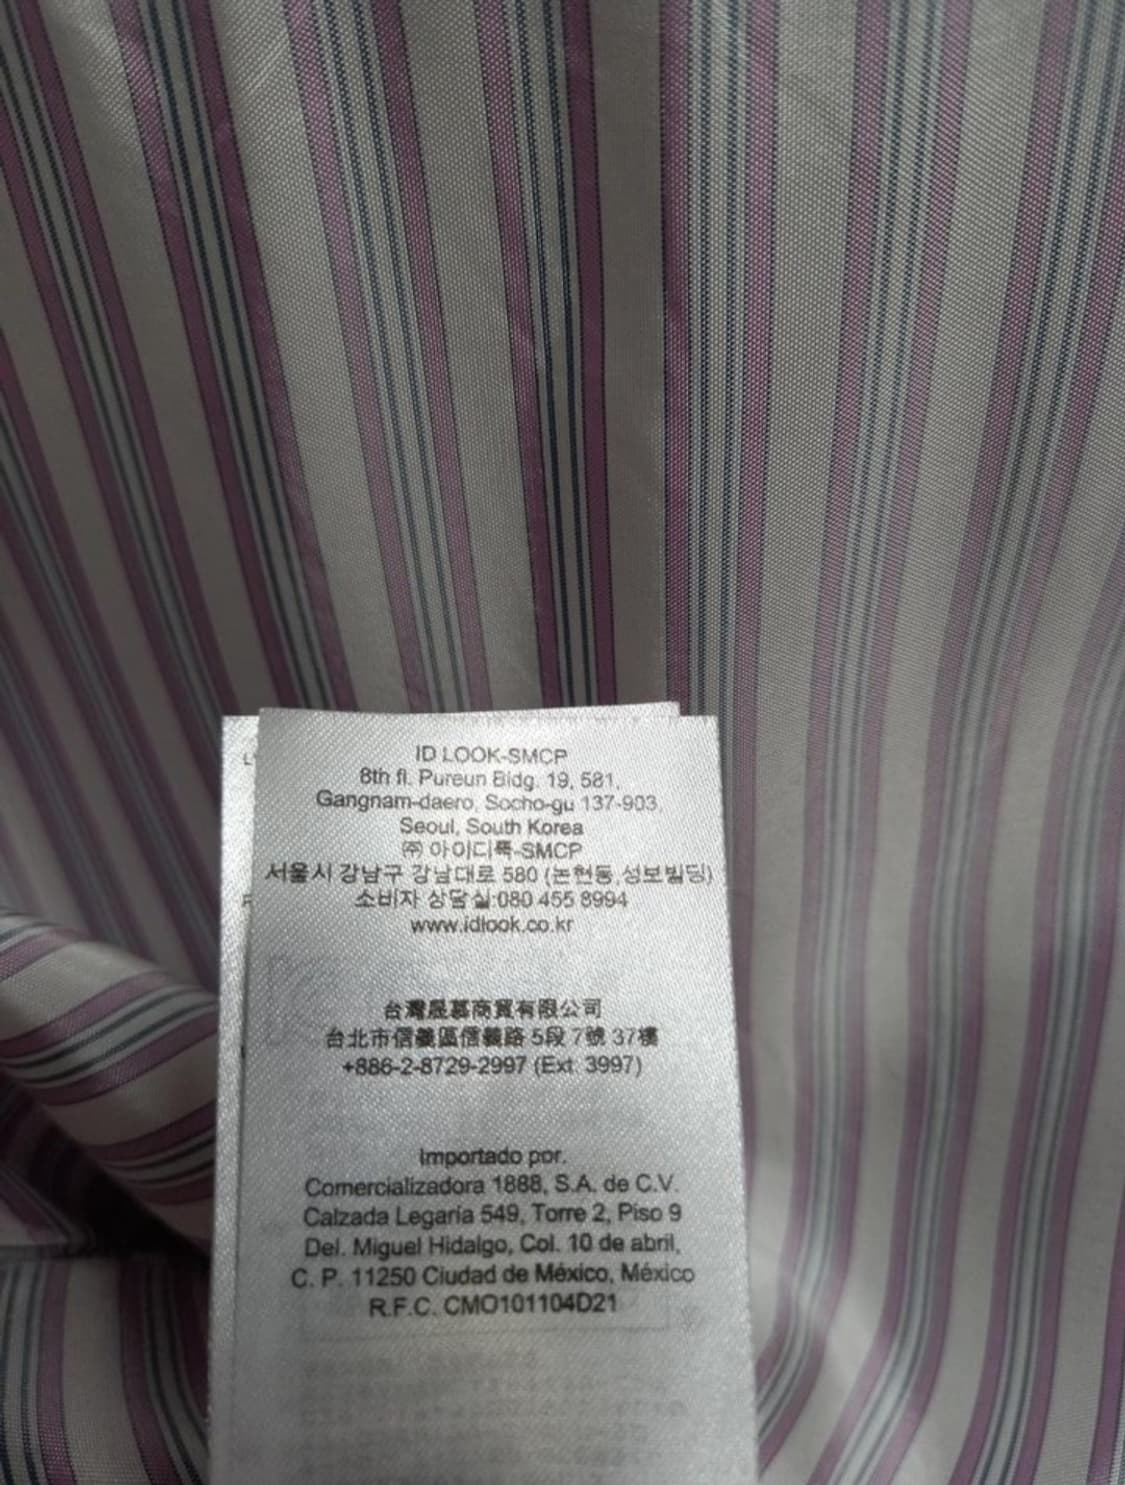 ID LOOK-SMCP
8th fl. Pureun Bldg. 19, 581,
Gangnam-daero, Socho-gu 137-903,
Seoul, South Korea
㈜ 아이디룩-SMCP
서울시 강남구 강남대로 580 (논현동,성보빌딩)
소비자 상담실:080 455 8994
www.idlook.co.kr
台灣晟慕商貿有限公司
台北市信義區信義路 5段 7號 37樓
+886-2-8729-2997 (Ext. 3997)
Importado por.
Comercializadora 1888, S.A. de C.V.
Calzada Legaria 549, Torre 2, Piso 9
Del. Miguel Hidalgo, Col. 10 de abril,
C. P. 11250 Ciudad de México, México
R.F.C. CMO101104D21